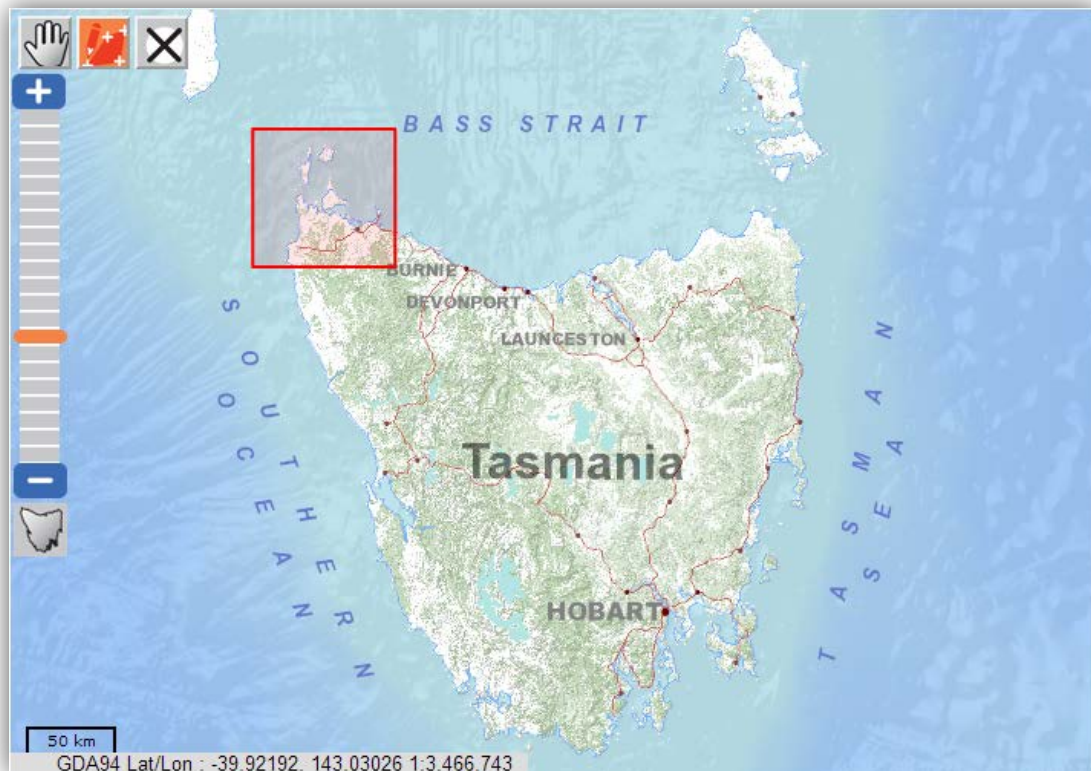 BASS STRAIT
BURNIE
DEVONPORT
LAUNCESTON
SOUTHERN
OCEAN
Tasmania
TASMAN
SEA
HOBART
50 km
GDA94 Lat/Lon : -39.92192, 143.03026 1:3,466,743